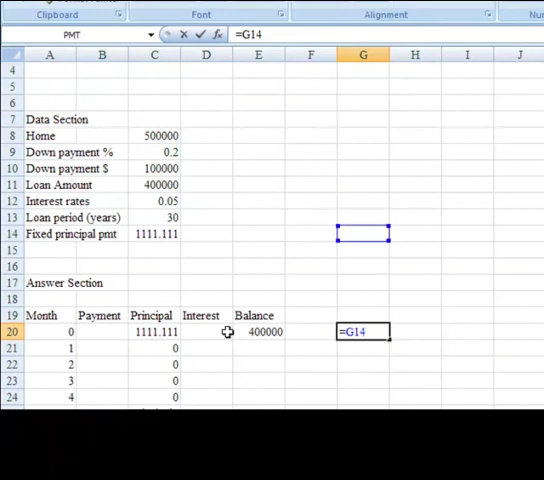 Clipboard Font Alignment
PMT =G14
A B C D E F G H I J
4
5
6
7 Data Section
8 Home 500000
9 Down payment % 0.2
10 Down payment $ 100000
11 Loan Amount 400000
12 Interest rates 0.05
13 Loan period (years) 30
14 Fixed principal pmt 1111.111
15
16
17 Answer Section
18
19 Month Payment Principal Interest Balance
20 0 1111.111 400000 =G14
21 1 0
22 2 0
23 3 0
24 4 0